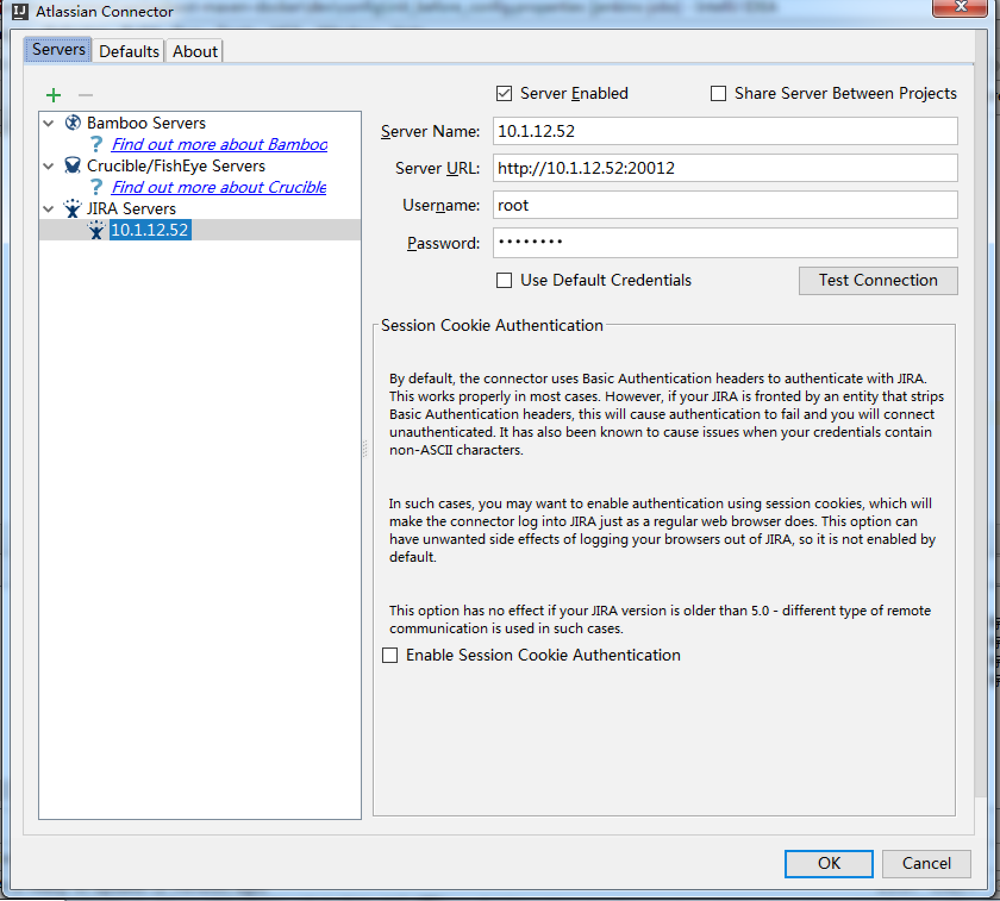 Atlassian Connector
Servers Defaults About
Server Enabled Share Server Between Projects
Bamboo Servers
Find out more about Bamboo
Crucible/FishEye Servers
Find out more about Crucible
JIRA Servers
10.1.12.52
Server Name: 10.1.12.52
Server URL: http://10.1.12.52:20012
Username: root
Password: ••••••••
Use Default Credentials Test Connection
Session Cookie Authentication
By default, the connector uses Basic Authentication headers to authenticate with JIRA.
This works properly in most cases. However, if your JIRA is fronted by an entity that strips
Basic Authentication headers, this will cause authentication to fail and you will connect
unauthenticated. It has also been known to cause issues when your credentials contain
non-ASCII characters.
In such cases, you may want to enable authentication using session cookies, which will
make the connector log into JIRA just as a regular web browser does. This option can
have unwanted side effects of logging your browsers out of JIRA, so it is not enabled by
default.
This option has no effect if your JIRA version is older than 5.0 - different type of remote
communication is used in such cases.
Enable Session Cookie Authentication
OK Cancel